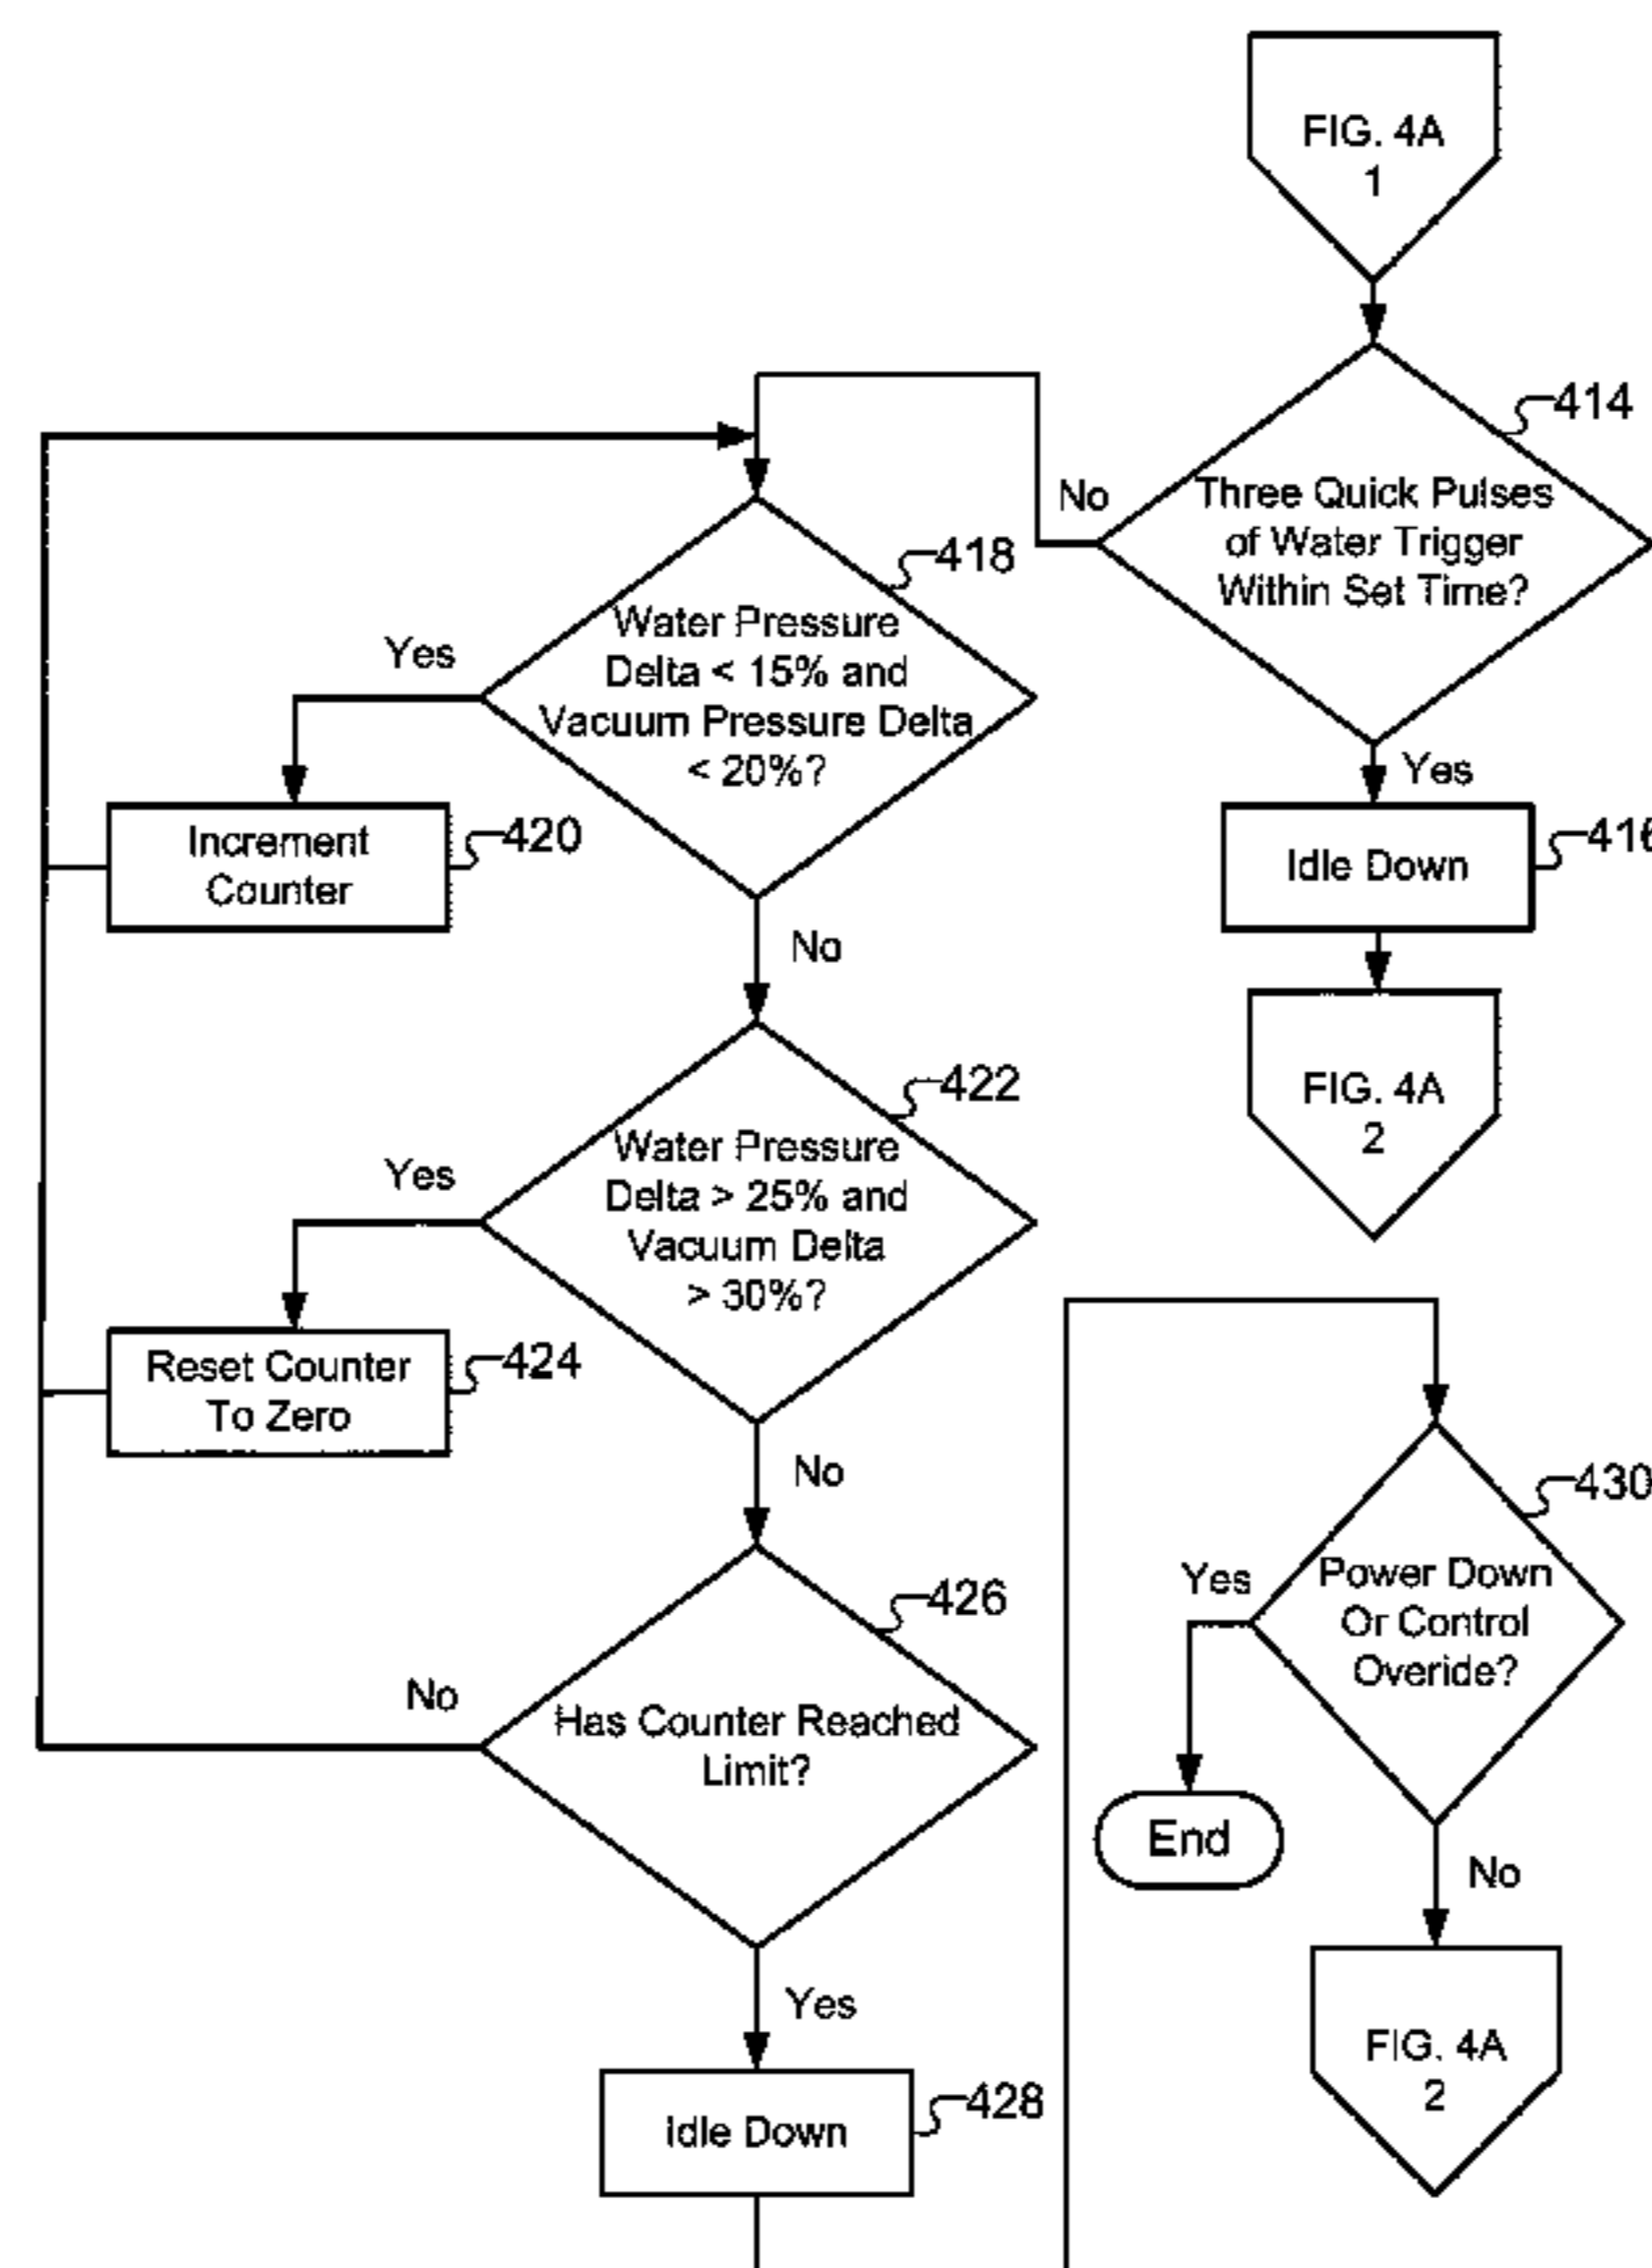 FIG. 4A
1
414
Three Quick Pulses
of Water Trigger
Within Set Time?
No
Yes
Idle Down
416
FIG. 4A
2
418
Water Pressure
Delta < 15% and
Vacuum Pressure Delta
< 20%?
Yes
Increment
Counter
420
No
422
Water Pressure
Delta > 25% and
Vacuum Delta
> 30%?
Yes
Reset Counter
To Zero
424
No
426
Has Counter Reached
Limit?
No
Yes
Idle Down
428
430
Power Down
Or Control
Overide?
Yes
End
No
FIG. 4A
2